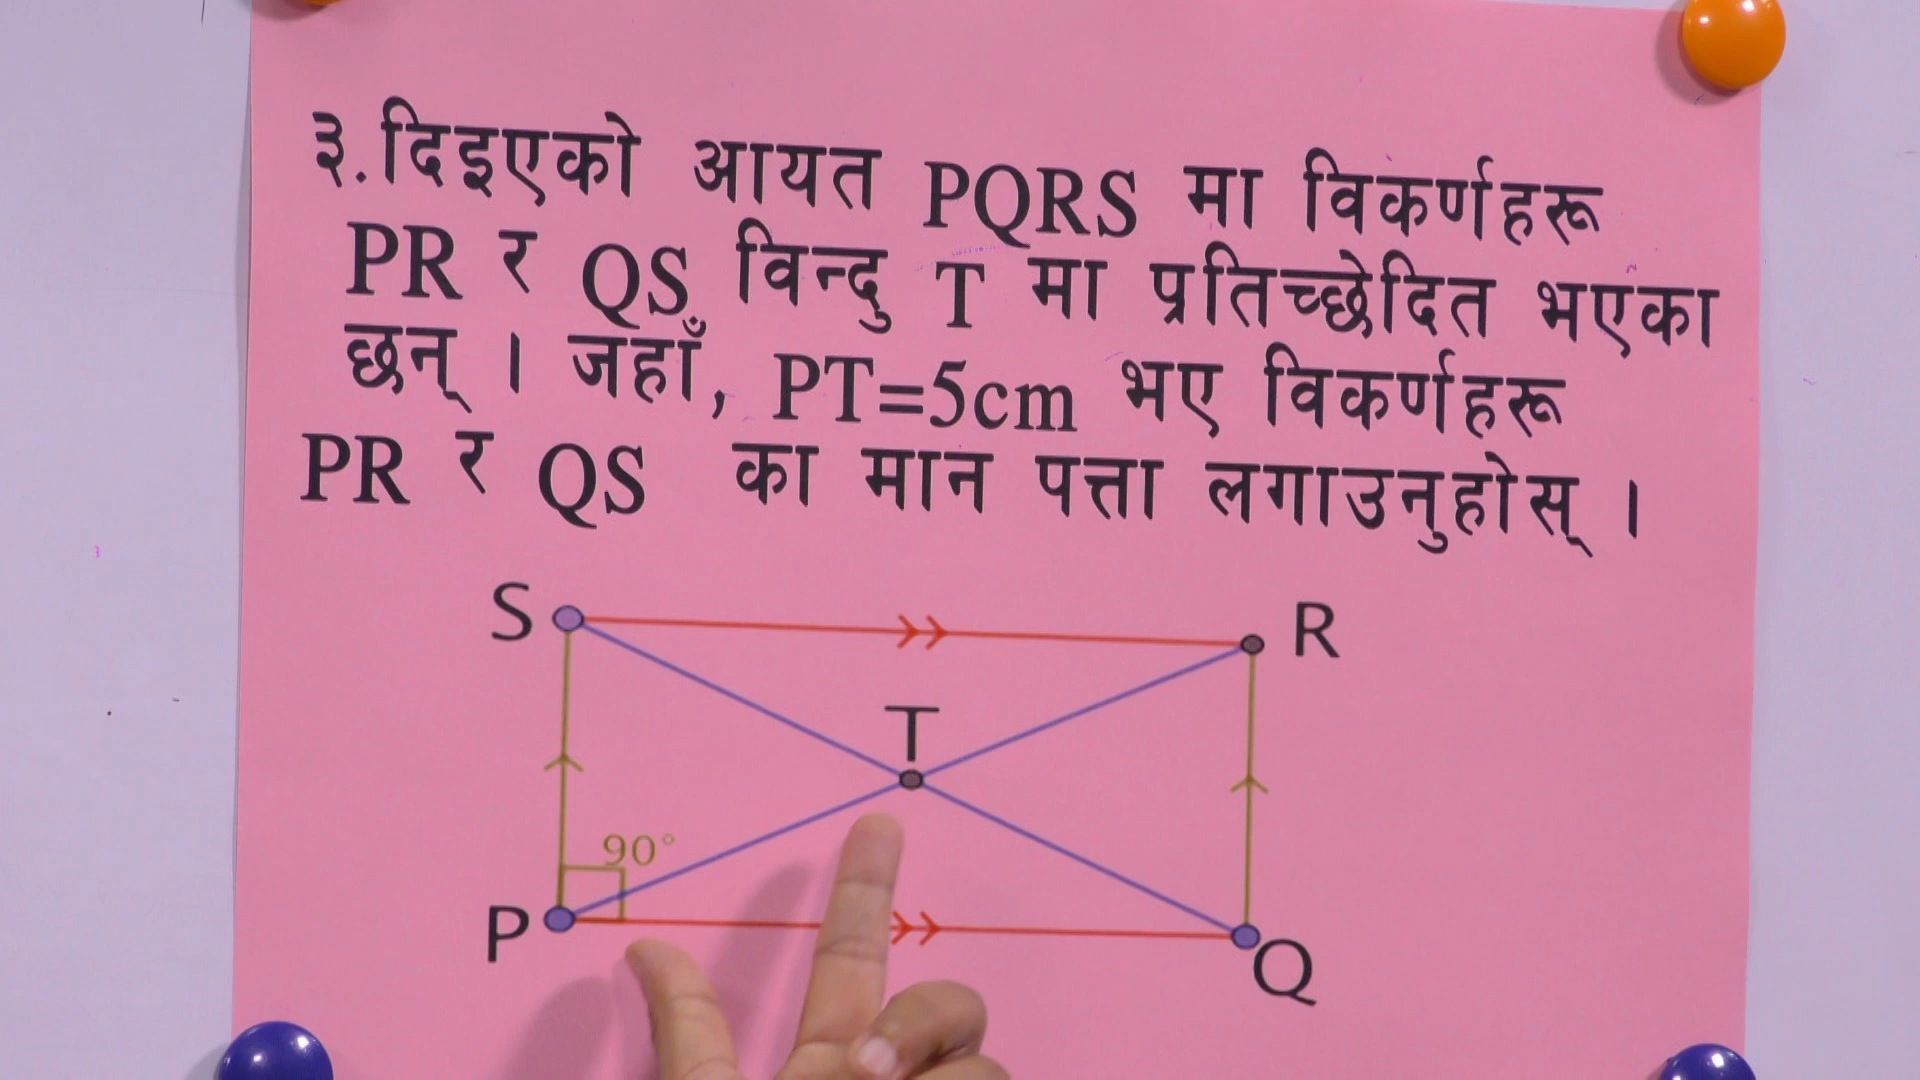 ३.दिइएको आयत PQRS मा विकर्णहरू
PR र QS विन्दु T मा प्रतिच्छेदित भएका
छन् । जहाँ, PT=5cm भए विकर्णहरू
PR र QS का मान पत्ता लगाउनुहोस् ।
S
R
T
90°
P
Q